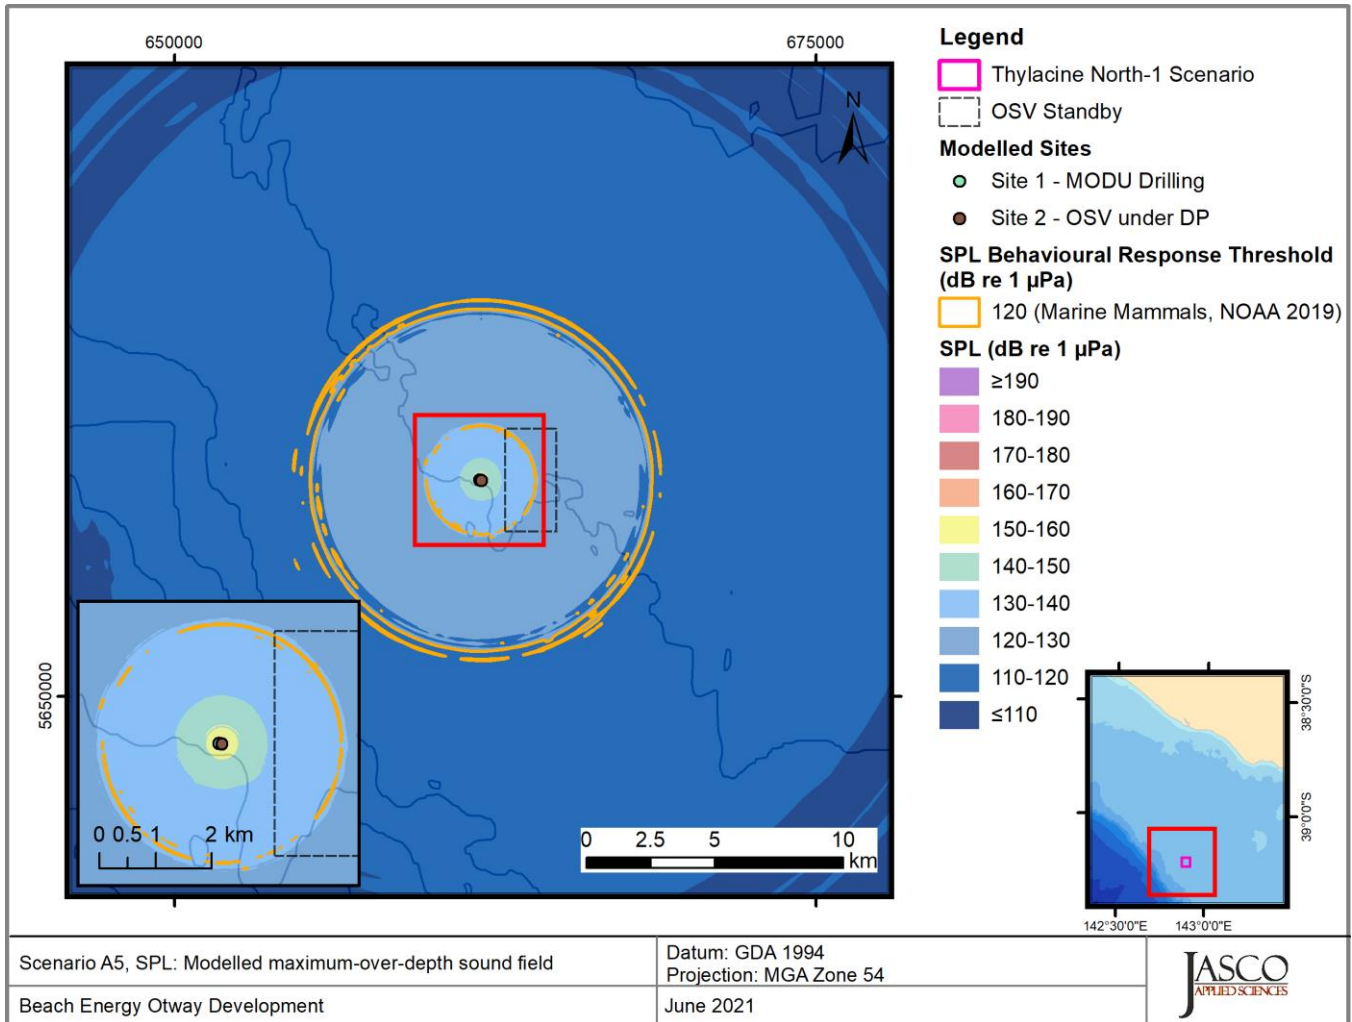 650000
675000
5650000
N
0 0.5 1 2 km
0 2.5 5 10
km
Legend
Thylacine North-1 Scenario
OSV Standby
Modelled Sites
Site 1 - MODU Drilling
Site 2 - OSV under DP
SPL Behavioural Response Threshold
(dB re 1 µPa)
120 (Marine Mammals, NOAA 2019)
SPL (dB re 1 µPa)
≥190
180-190
170-180
160-170
150-160
140-150
130-140
120-130
110-120
≤110
38°30'0"S
39°0'0"S
142°30'0"E 143°0'0"E
Scenario A5, SPL: Modelled maximum-over-depth sound field
Beach Energy Otway Development
Datum: GDA 1994
Projection: MGA Zone 54
June 2021
JASCO
APPLIED SCIENCES